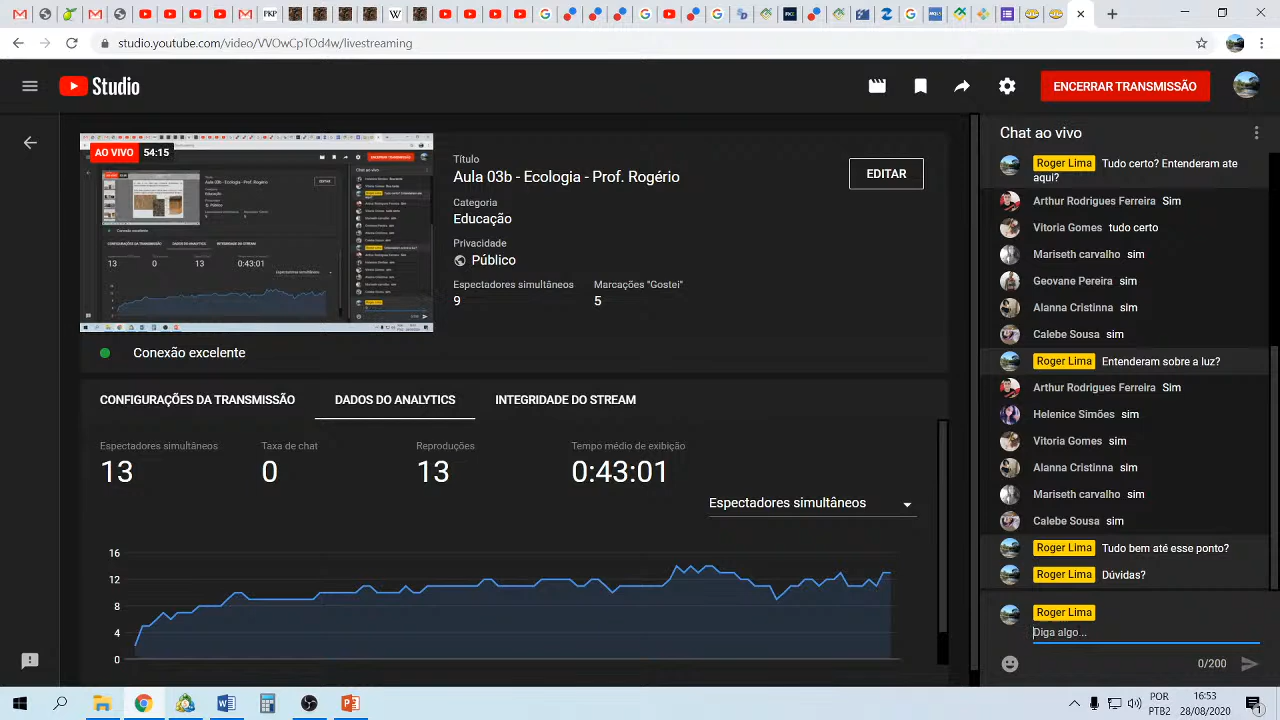 FKP
W
FKC
MQLS
studio.youtube.com/video/VVOwCpTOd4w/livestreaming
Studio
ENCERRAR TRANSMISSÃO
AO VIVO 54:15
Título
Aula 03b - Ecologia - Prof. Rogério
Categoria
Educação
Privacidade
Público
Espectadores simultâneos
9
5
Conexão excelente
CONFIGURAÇÕES DA TRANSMISSÃO
DADOS DO ANALYTICS
INTEGRIDADE DO STREAM
Espectadores simultâneos
13
Taxa de chat
0
Reproduções
13
Tempo médio de exibição
0:43:01
Espectadores simultâneos
16
12
8
4
0
Chat ao vivo
Roger Lima Tudo certo? Entenderam ate
aqui?
Arthur Rodrigues Ferreira
Vitoria Gomes tudo certo
Mariseth carvalho sim
sim
Alanna Cristinna sim
Calebe Sousa sim
Roger Lima Entenderam sobre a luz?
Arthur Rodrigues Ferreira Sim
Helenice Simões sim
Vitoria Gomes sim
Alanna Cristinna sim
Mariseth carvalho sim
Calebe Sousa sim
Roger Lima Tudo bem até esse ponto?
Roger Lima Dúvidas?
Roger Lima
Diga algo...
0/200
POR
PTB2
16:53
28/08/2020